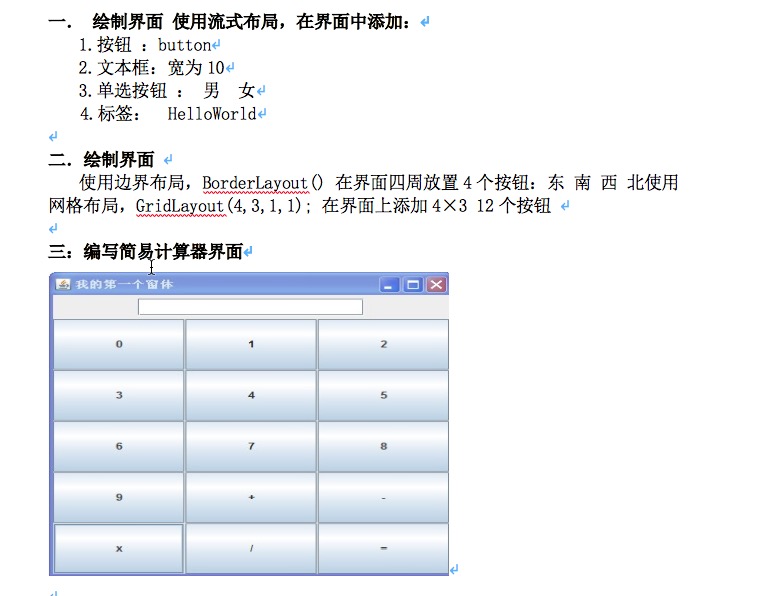 一. 绘制界面 使用流式布局，在界面中添加：
1.按钮 ：button
2.文本框：宽为10
3.单选按钮 ： 男 女
4.标签： HelloWorld
二．绘制界面
使用边界布局，BorderLayout() 在界面四周放置4个按钮：东 南 西 北使用
网格布局，GridLayout(4,3,1,1); 在界面上添加4×3 12个按钮
三：编写简易计算器界面
我的第一个窗体
0 1 2
3 4 5
6 7 8
9 + -
x / =